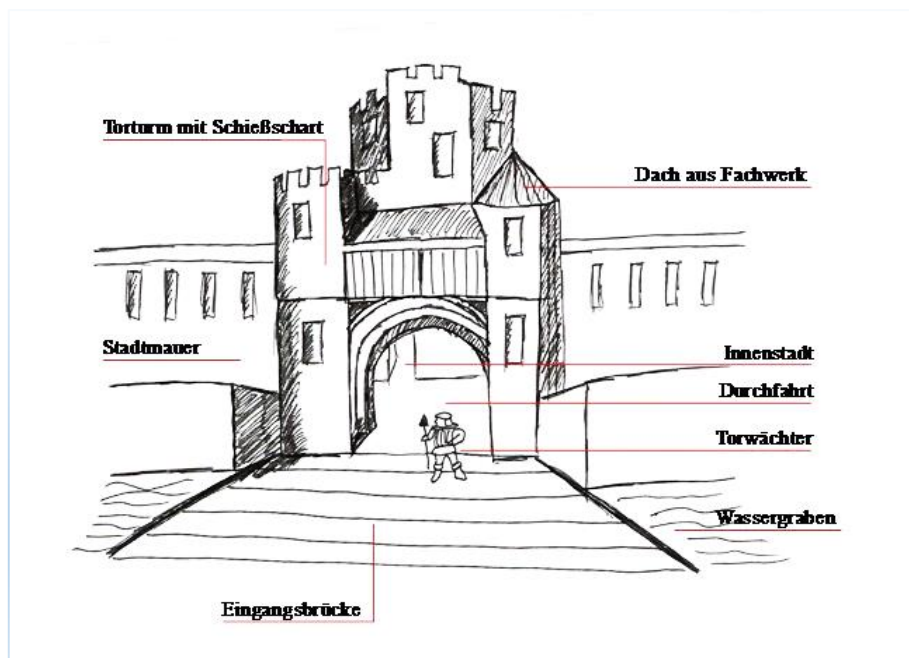 Torturm mit Schießschart
Dach aus Fachwerk
Stadtmauer
Innenstadt
Durchfahrt
Torwächter
Wassergraben
Eingangsbrücke